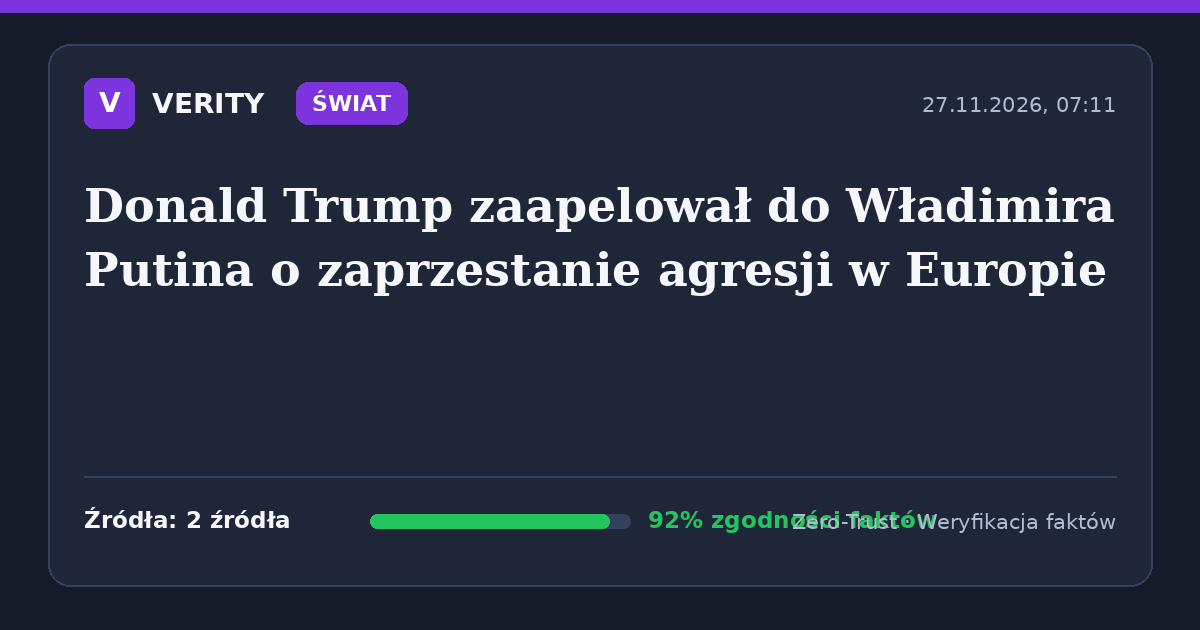 V VERITY ŚWIAT 27.11.2026, 07:11
Donald Trump zaapelował do Władimira
Putina o zaprzestanie agresji w Europie
Źródła: 2 źródła 92% zgodności faktów Zero-Trust · Weryfikacja faktów